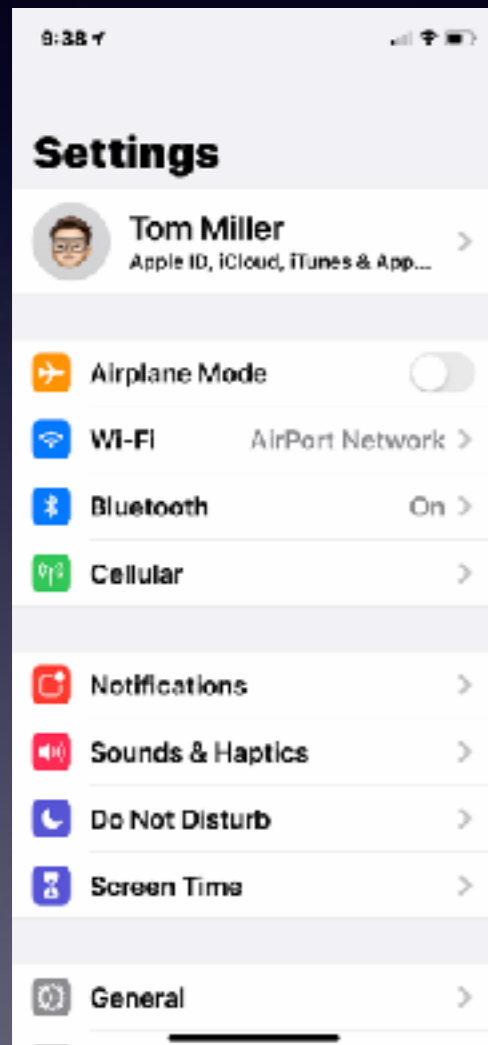 9:38
Settings
Tom Miller
Apple ID, iCloud, iTunes & App...
Airplane Mode
Wi-Fi AirPort Network
Bluetooth On
Cellular
Notifications
Sounds & Haptics
Do Not Disturb
Screen Time
General